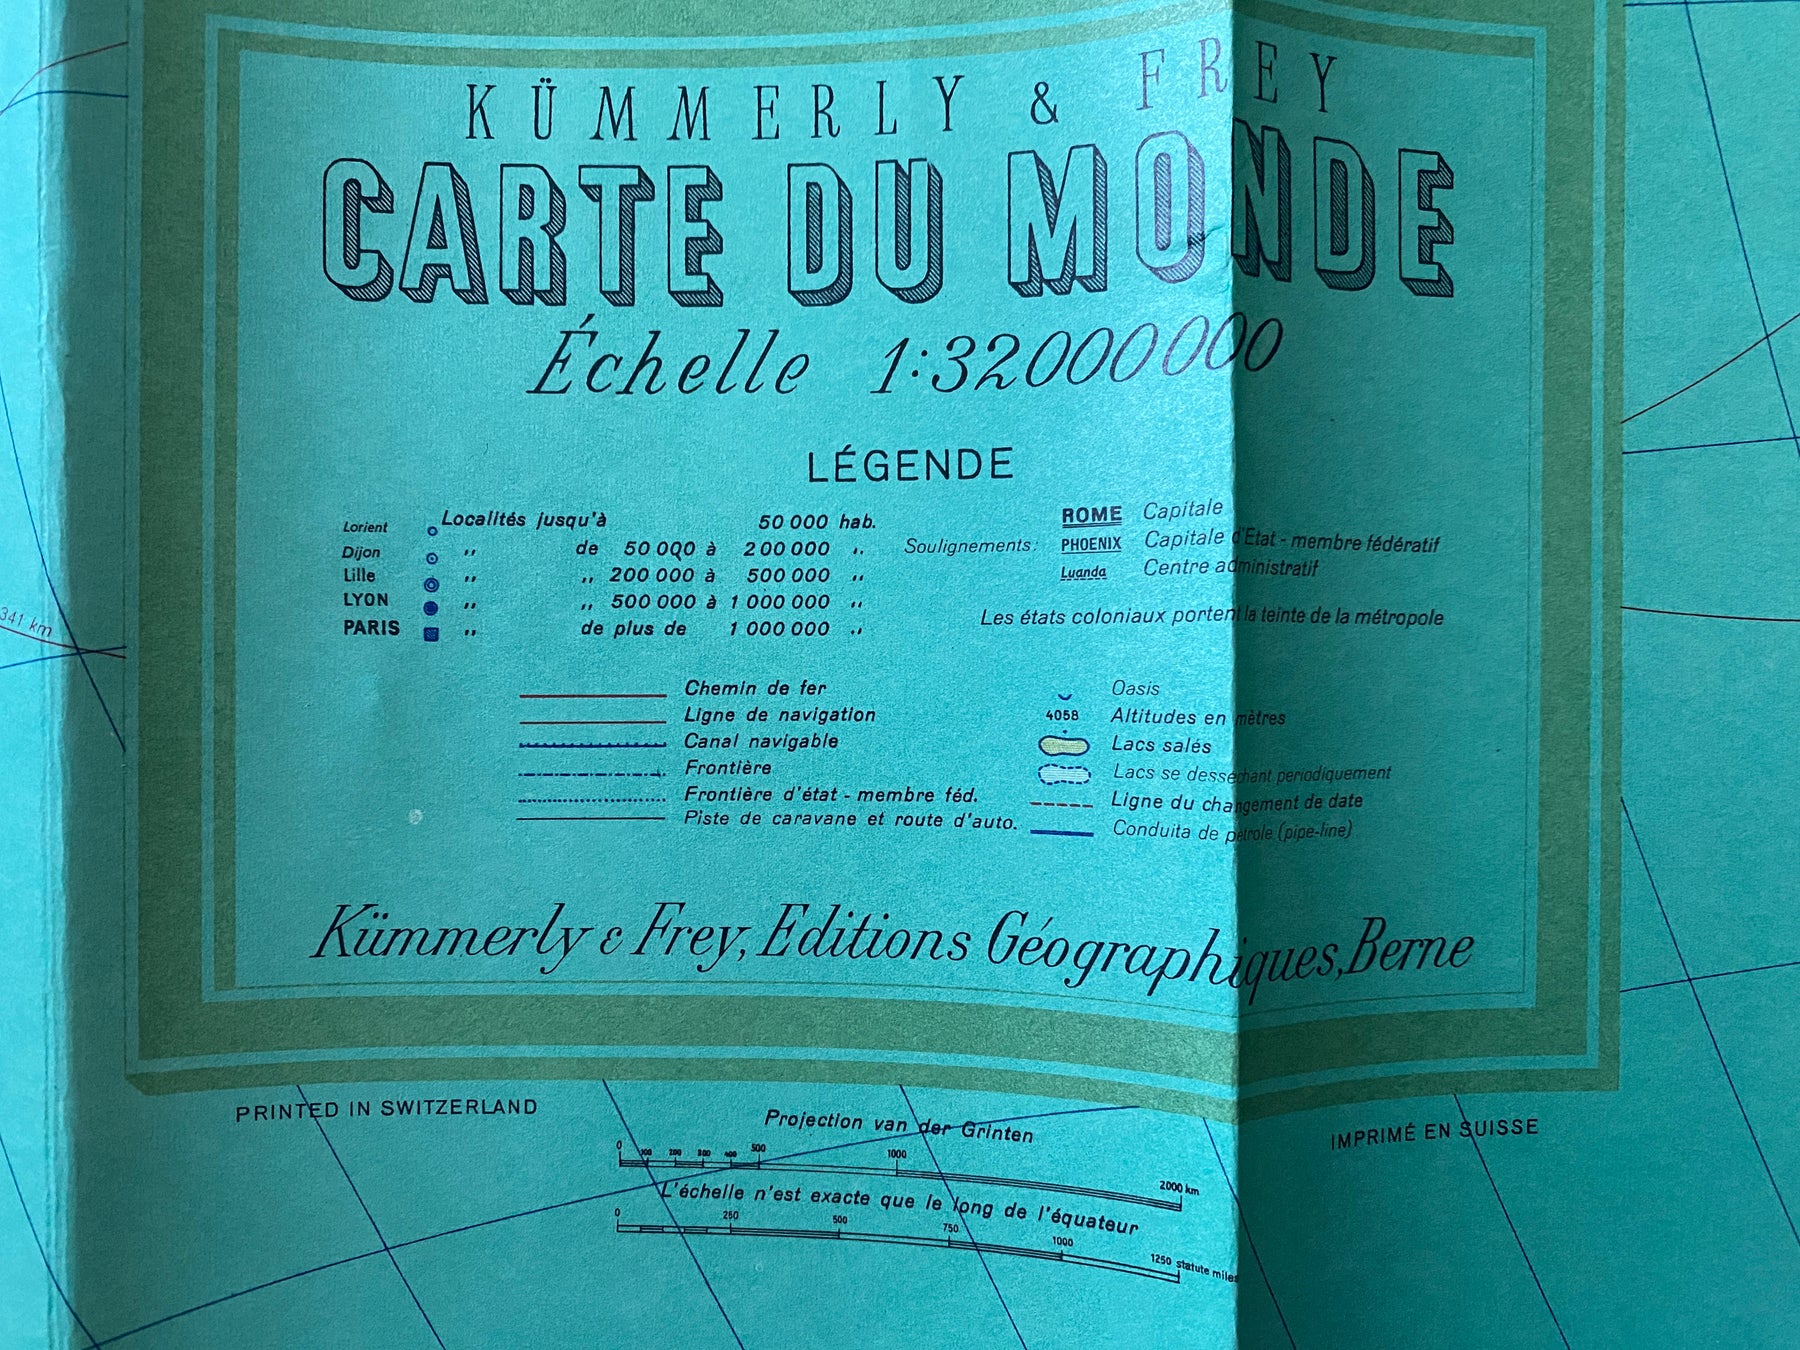 KÜMMERLY & FREY
CARTE DU MONDE
Échelle 1:32000000
LÉGENDE
Lorient Localités jusqu'à 50 000 hab.
Dijon ,, de 50 000 à 200 000 ,,
Lille ,, ,, 200 000 à 500 000 ,,
LYON ,, ,, 500 000 à 1 000 000 ,,
PARIS ,, de plus de 1 000 000 ,,
Soulignements:
ROME Capitale
PHOENIX Capitale d'Etat - membre fédératif
Luanda Centre administratif
Les états coloniaux portent la teinte de la métropole
Chemin de fer
Ligne de navigation
Canal navigable
Frontière
Frontière d'état - membre féd.
Piste de caravane et route d'auto.
Oasis
4058 Altitudes en mètres
Lacs salés
Lacs se desséchant periodiquement
Ligne du changement de date
Conduita de pétrole (pipe-line)
Kümmerly & Frey, Editions Géographiques, Berne
341 km
PRINTED IN SWITZERLAND
IMPRIMÉ EN SUISSE
Projection van der Grinten
0 100 200 300 400 500 1000 2000 km
L'échelle n'est exacte que le long de l'équateur
0 250 500 750 1000 1250 statute miles